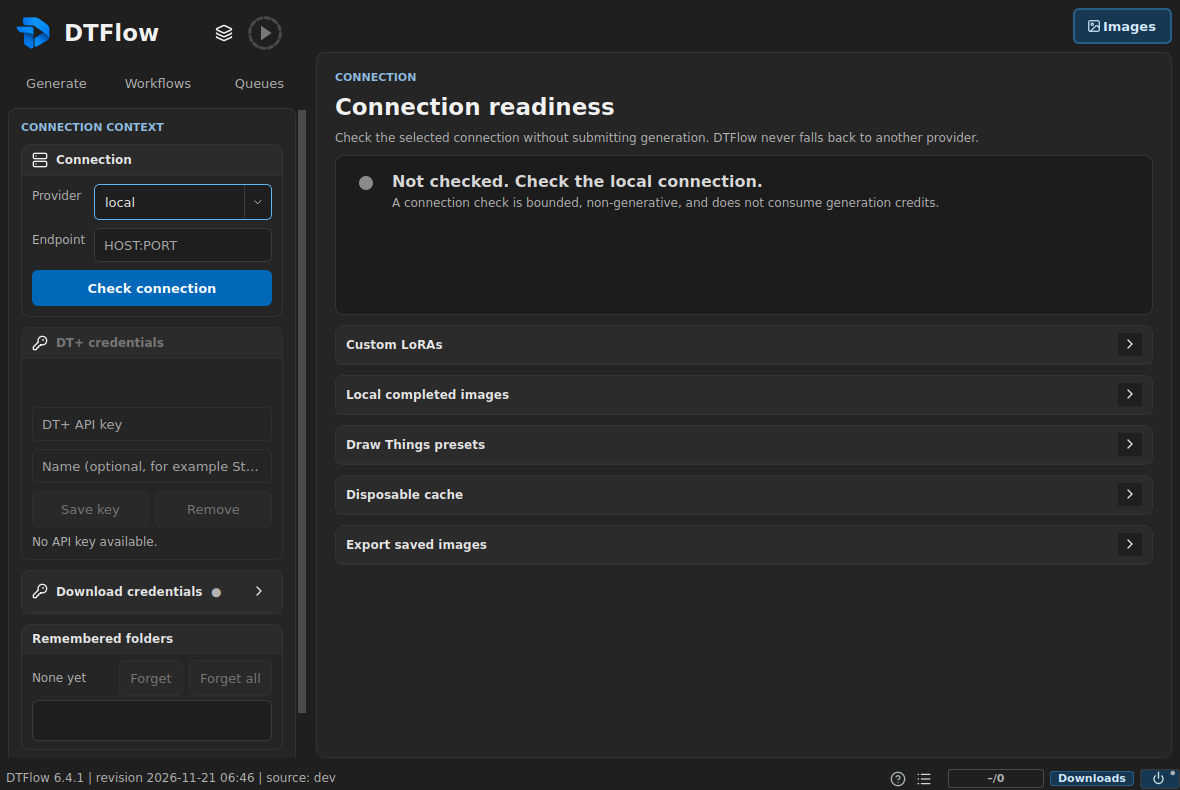 DTFlow
Images
Generate
Workflows
Queues
CONNECTION CONTEXT
Connection
Provider
local
Endpoint
HOST:PORT
Check connection
DT+ credentials
DT+ API key
Name (optional, for example St...
Save key
Remove
No API key available.
Download credentials
Remembered folders
None yet
Forget
Forget all
CONNECTION
Connection readiness
Check the selected connection without submitting generation. DTFlow never falls back to another provider.
Not checked. Check the local connection.
A connection check is bounded, non-generative, and does not consume generation credits.
Custom LoRAs
Local completed images
Draw Things presets
Disposable cache
Export saved images
DTFlow 6.4.1 | revision 2026-11-21 06:46 | source: dev
-/0
Downloads